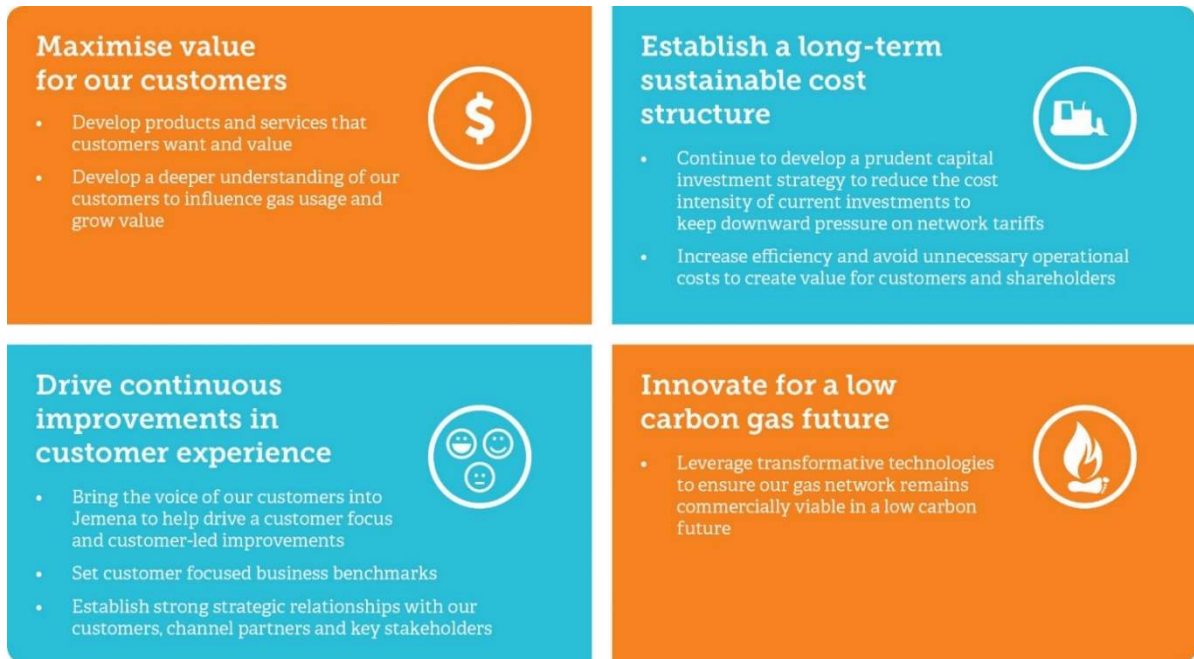 Maximise value
for our customers
• Develop products and services that
customers want and value
• Develop a deeper understanding of our
customers to influence gas usage and
grow value
$
Establish a long-term
sustainable cost
structure
• Continue to develop a prudent capital
investment strategy to reduce the cost
intensity of current investments to
keep downward pressure on network tariffs
• Increase efficiency and avoid unnecessary operational
costs to create value for customers and shareholders
Drive continuous
improvements in
customer experience
• Bring the voice of our customers into
Jemena to help drive a customer focus
and customer-led improvements
• Set customer focused business benchmarks
• Establish strong strategic relationships with our
customers, channel partners and key stakeholders
Innovate for a low
carbon gas future
• Leverage transformative technologies
to ensure our gas network remains
commercially viable in a low carbon
future